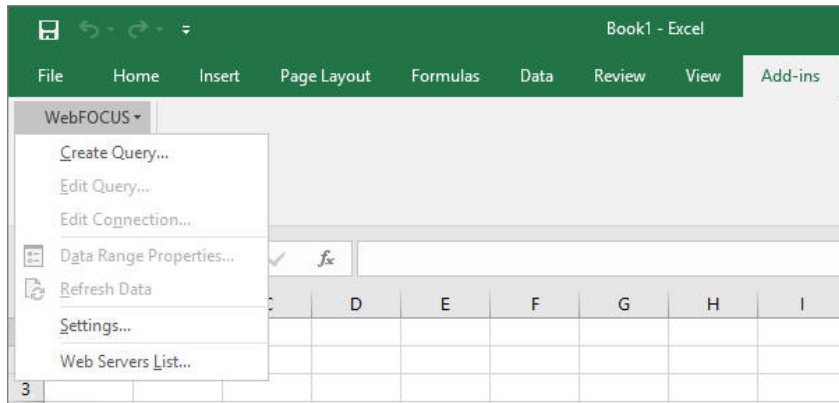 Book1 - Excel
File Home Insert Page Layout Formulas Data Review View Add-ins
WebFOCUS
Create Query...
Edit Query...
Edit Connection...
Data Range Properties...
fx
Refresh Data
D E F G H I
Settings...
Web Servers List...
3